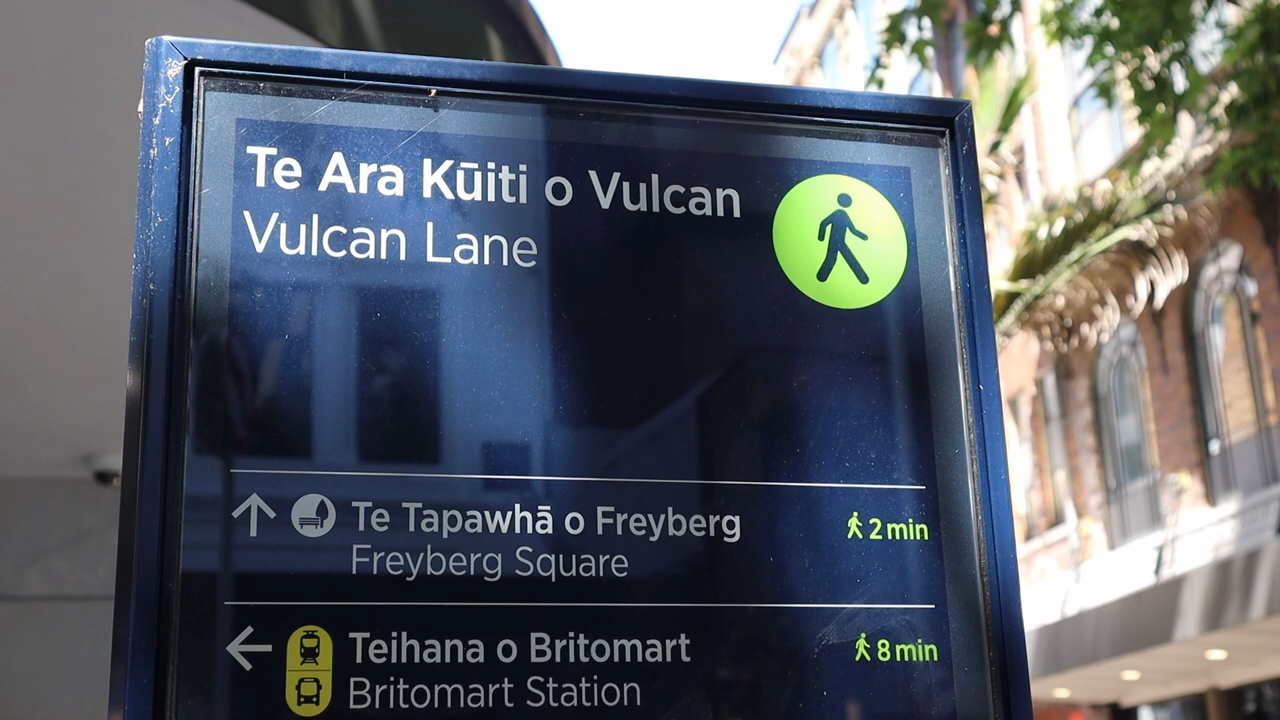 Te Ara Kūiti o Vulcan
Vulcan Lane
Te Tapawhā o Freyberg
2 min
Freyberg Square
Teihana o Britomart
8 min
Britomart Station